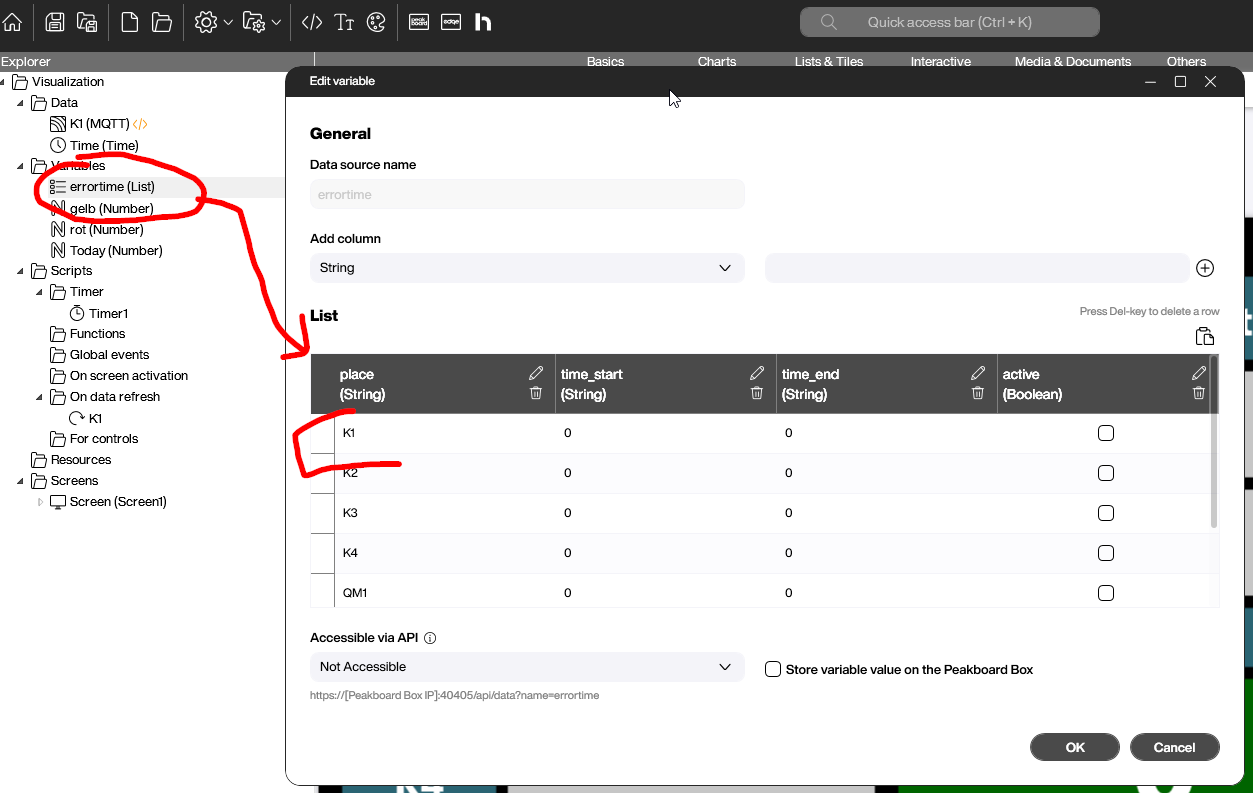 Quick access bar (Ctrl + K)
Explorer
Basics Charts Lists & Tiles Interactive Media & Documents Others
Visualization
Data
K1 (MQTT) </>
Time (Time)
Variables
errortime (List)
gelb (Number)
rot (Number)
Today (Number)
Scripts
Timer
Timer1
Functions
Global events
On screen activation
On data refresh
K1
For controls
Resources
Screens
Screen (Screen1)
Edit variable
General
Data source name
errortime
Add column
String
List
Press Del-key to delete a row
place time_start time_end active
(String) (String) (String) (Boolean)
K1 0 0
K2 0 0
K3 0 0
K4 0 0
QM1 0 0
Accessible via API
Not Accessible
Store variable value on the Peakboard Box
https://[Peakboard Box IP]:40405/api/data?name=errortime
OK Cancel